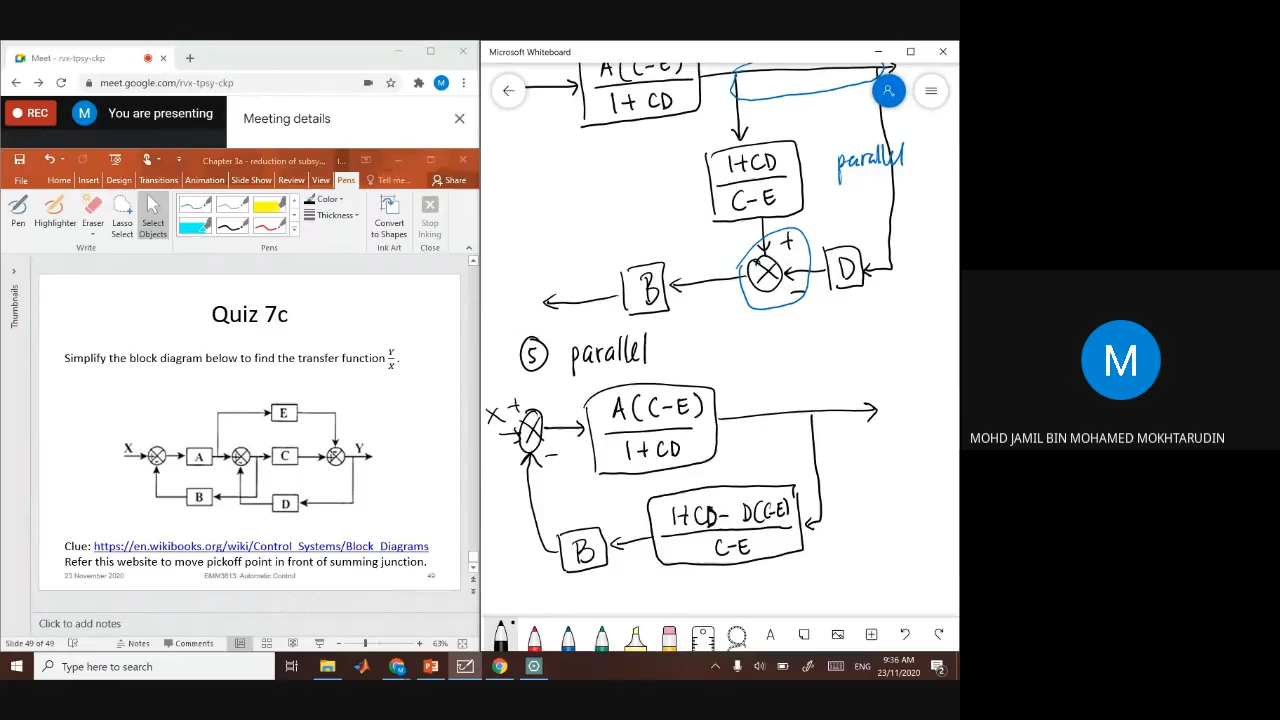 Meet - rvx-tpsy-ckp
meet.google.com/rvx-tpsy-ckp
M
REC
M
You are presenting
Meeting details
Chapter 3a - reduction of subsy...
File
Home
Insert
Design
Transitions
Animation
Slide Show
Review
View
Pens
Tell me...
Share
Pen
Highlighter
Eraser
Lasso Select
Select Objects
Color
Thickness
Convert to Shapes
Stop Inking
Write
Pens
Ink Art
Close
Thumbnails
Quiz 7c
Simplify the block diagram below to find the transfer function Y/X.
E
X
A
C
Y
B
D
Clue: https://en.wikibooks.org/wiki/Control_Systems/Block_Diagrams
Refer this website to move pickoff point in front of summing junction.
23 November 2020
BMM3813: Automatic Control
49
Click to add notes
Slide 49 of 49
Notes
Comments
63%
Type here to search
Microsoft Whiteboard
A(C-E)
1+ CD
1+CD
C-E
parallel
+
B
D
-
5 parallel
X +
A(C-E)
1+CD
-
1+CD- D(C-E)
C-E
B
ENG
9:36 AM
23/11/2020
2
M
MOHD JAMIL BIN MOHAMED MOKHTARUDIN